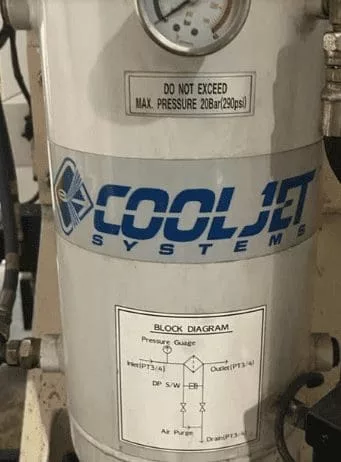 DO NOT EXCEED
MAX. PRESSURE 20Bar(290psi)
COOLJET
SYSTEMS
BLOCK DIAGRAM
Pressure Guage
Inlet(PT3/4)
Outlet(PT3/4)
DP S/W
Air Purge
Drain(PT3/4)